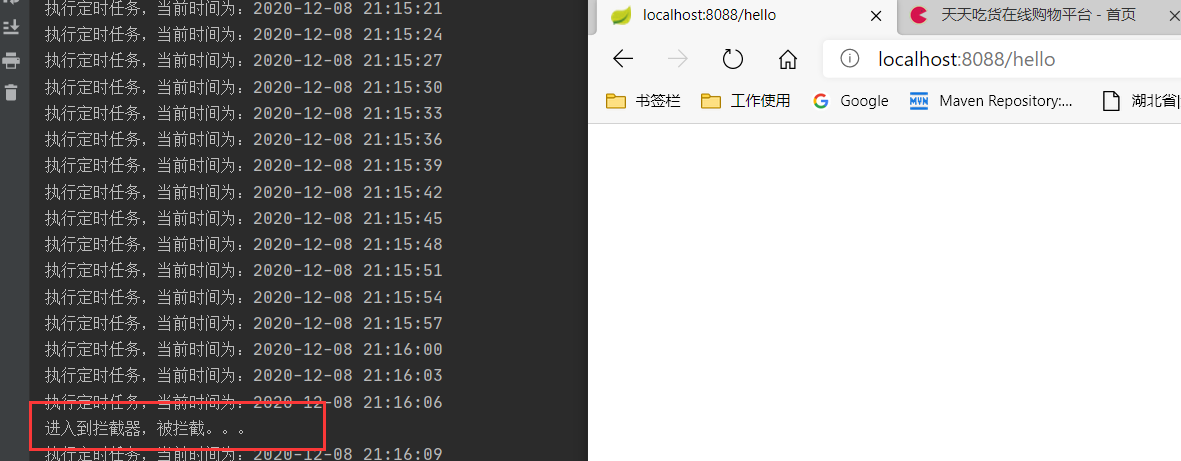 执行定时任务，当前时间为：2020-12-08 21:15:21
执行定时任务，当前时间为：2020-12-08 21:15:24
执行定时任务，当前时间为：2020-12-08 21:15:27
执行定时任务，当前时间为：2020-12-08 21:15:30
执行定时任务，当前时间为：2020-12-08 21:15:33
执行定时任务，当前时间为：2020-12-08 21:15:36
执行定时任务，当前时间为：2020-12-08 21:15:39
执行定时任务，当前时间为：2020-12-08 21:15:42
执行定时任务，当前时间为：2020-12-08 21:15:45
执行定时任务，当前时间为：2020-12-08 21:15:48
执行定时任务，当前时间为：2020-12-08 21:15:51
执行定时任务，当前时间为：2020-12-08 21:15:54
执行定时任务，当前时间为：2020-12-08 21:15:57
执行定时任务，当前时间为：2020-12-08 21:16:00
执行定时任务，当前时间为：2020-12-08 21:16:03
执行定时任务，当前时间为：2020-12-08 21:16:06
进入到拦截器，被拦截。。。
执行定时任务，当前时间为：2020-12-08 21:16:09
localhost:8088/hello
天天吃货在线购物平台 - 首页
localhost:8088/hello
书签栏 工作使用 Google MVN Maven Repository:... 湖北省